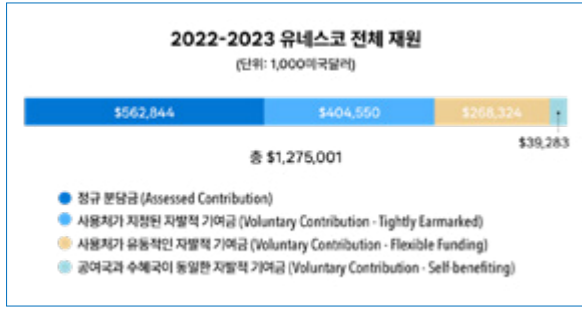 2022-2023 유네스코 전체 재원
(단위: 1,000미국달러)
$562,844 $404,550 $268,324
$39,283
총 $1,275,001
정규 분담금 (Assessed Contribution)
사용처가 지정된 자발적 기여금 (Voluntary Contribution - Tightly Earmarked)
사용처가 유동적인 자발적 기여금 (Voluntary Contribution - Flexible Funding)
공여국과 수혜국이 동일한 자발적 기여금 (Voluntary Contribution - Self-benefiting)